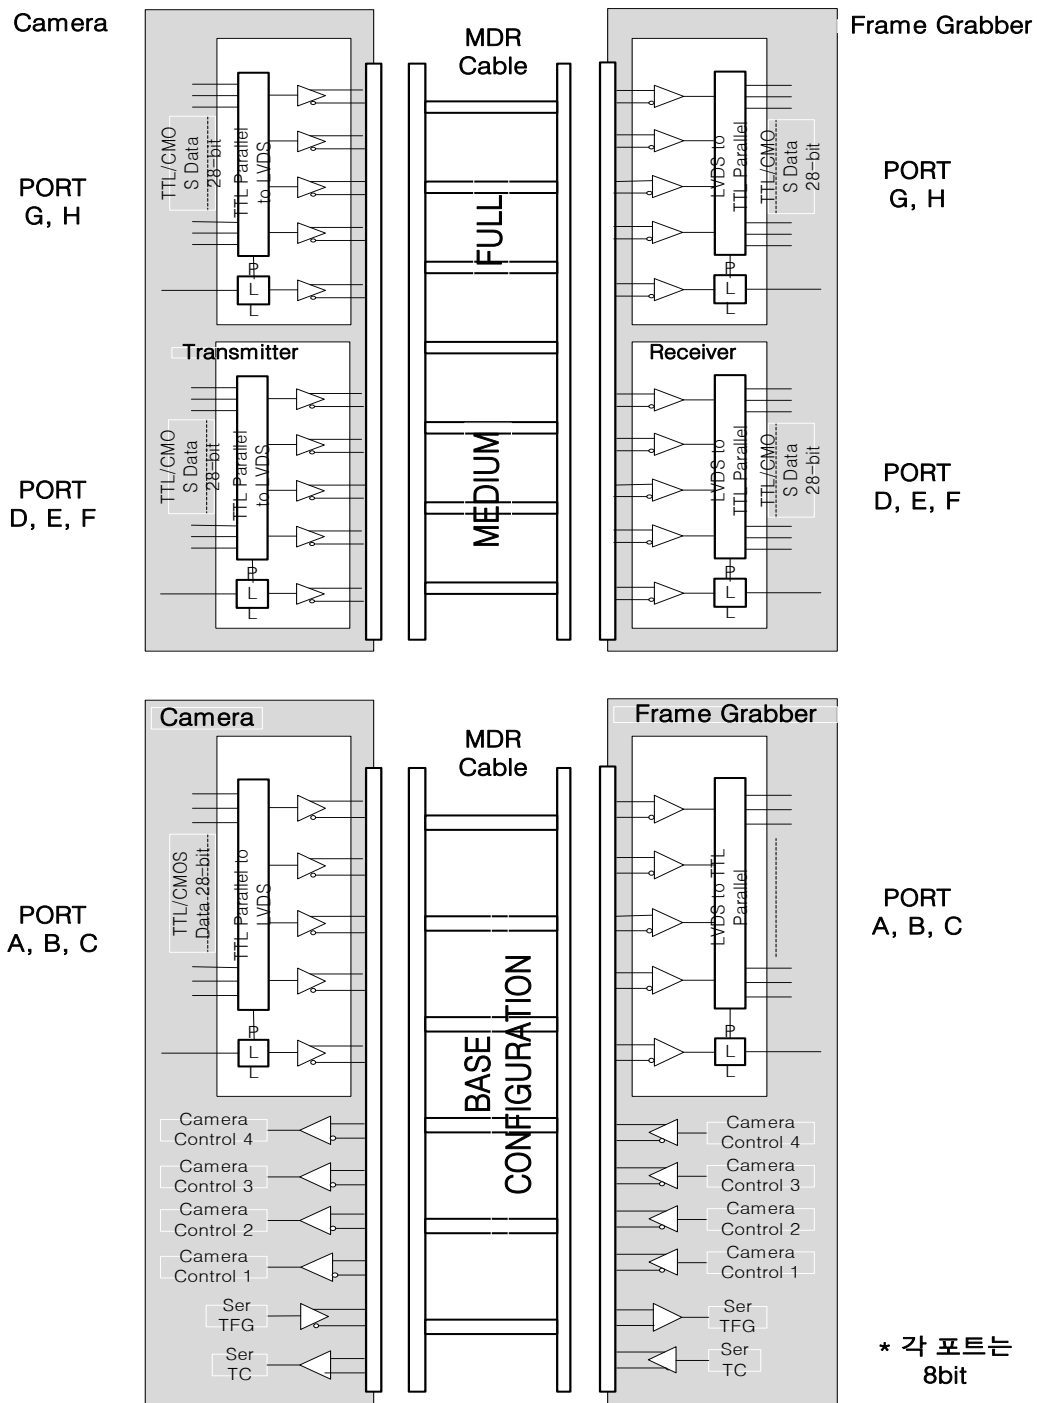 Camera
MDR
Cable
Frame Grabber
PORT
G, H
TTL/CMO
S Data
28-bit
TTL Parallel
to LVDS
P
L
L
FULL
LVDS to
TTL Parallel
TTL/CMO
S Data
28-bit
P
L
L
PORT
G, H
Transmitter
Receiver
PORT
D, E, F
TTL/CMO
S Data
28-bit
TTL Parallel
to LVDS
P
L
L
MEDIUM
LVDS to
TTL Parallel
TTL/CMO
S Data
28-bit
P
L
L
PORT
D, E, F
Camera
MDR
Cable
Frame Grabber
PORT
A, B, C
TTL/CMOS
Data 28-bit
TTL Parallel to
LVDS
P
L
L
BASE
CONFIGURATION
LVDS to TTL
Parallel
P
L
L
PORT
A, B, C
Camera
Control 4
Camera
Control 3
Camera
Control 2
Camera
Control 1
Ser
TFG
Ser
TC
Camera
Control 4
Camera
Control 3
Camera
Control 2
Camera
Control 1
Ser
TFG
Ser
TC
* 각 포트는
8bit